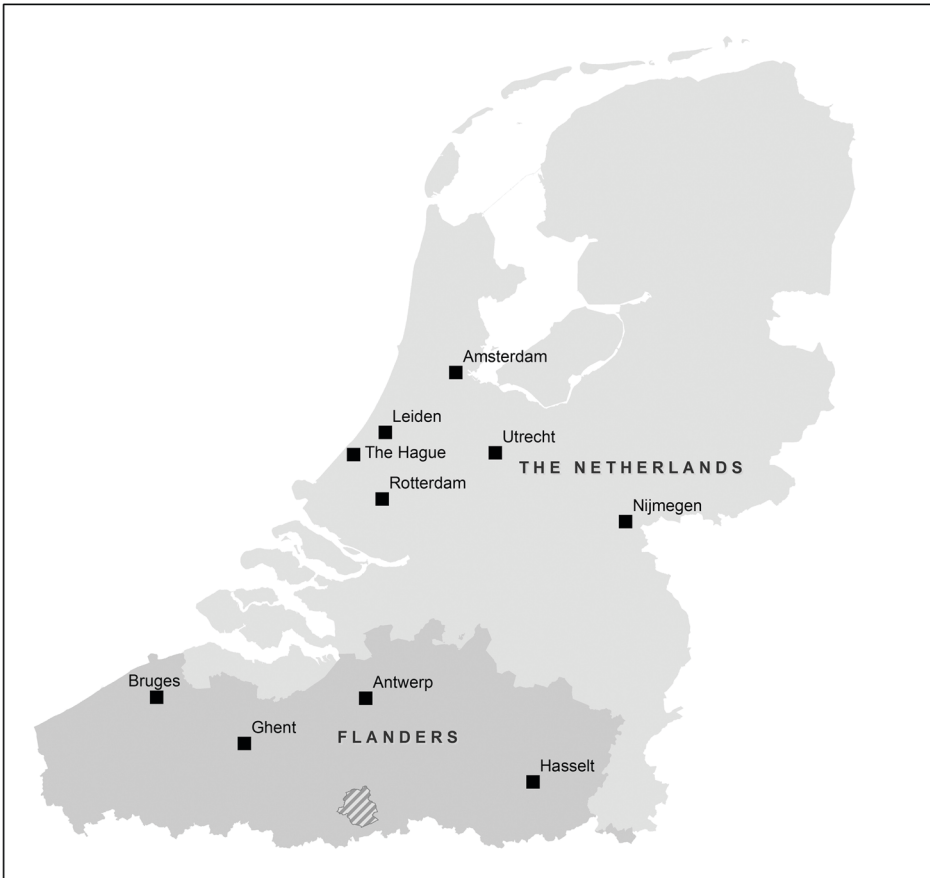 Amsterdam
Leiden
Utrecht
The Hague
THE NETHERLANDS
Rotterdam
Nijmegen
Bruges
Antwerp
Ghent
FLANDERS
Hasselt